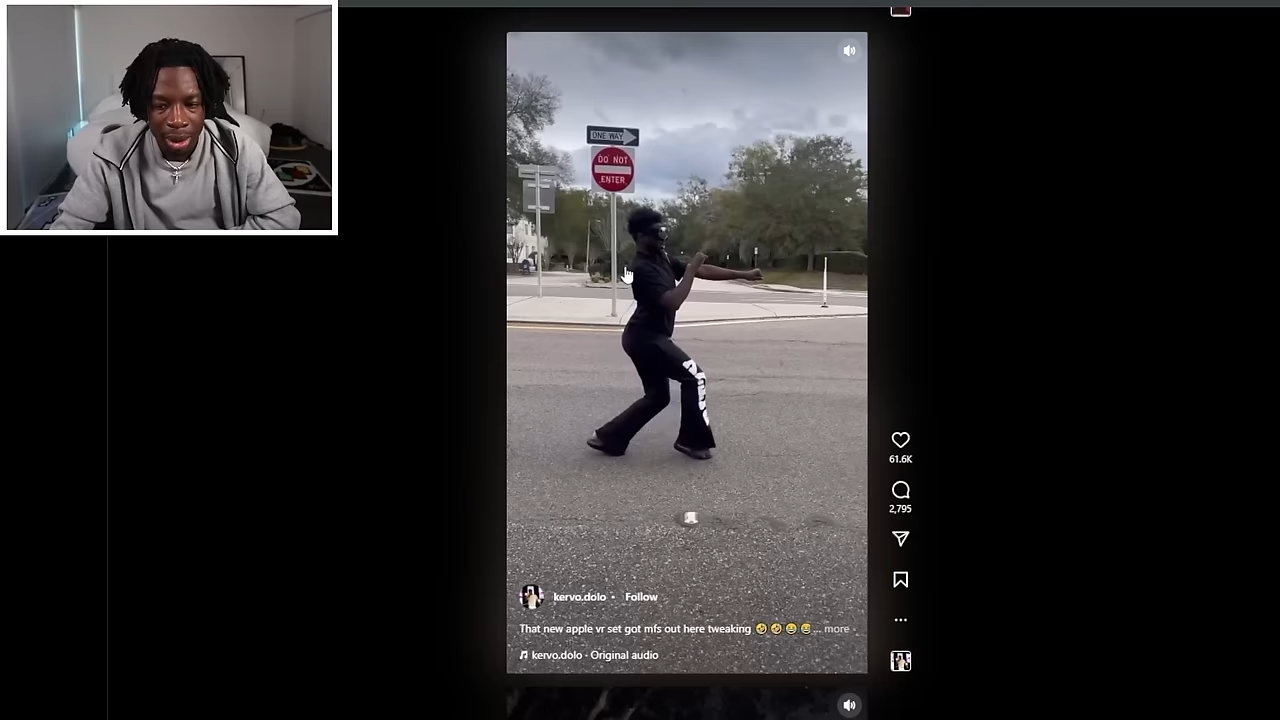 ONE WAY
DO NOT
ENTER
61.6K
2,795
kervo.dolo • Follow
That new apple vr set got mfs out here tweaking 🤣🤣😂😅... more
kervo.dolo · Original audio